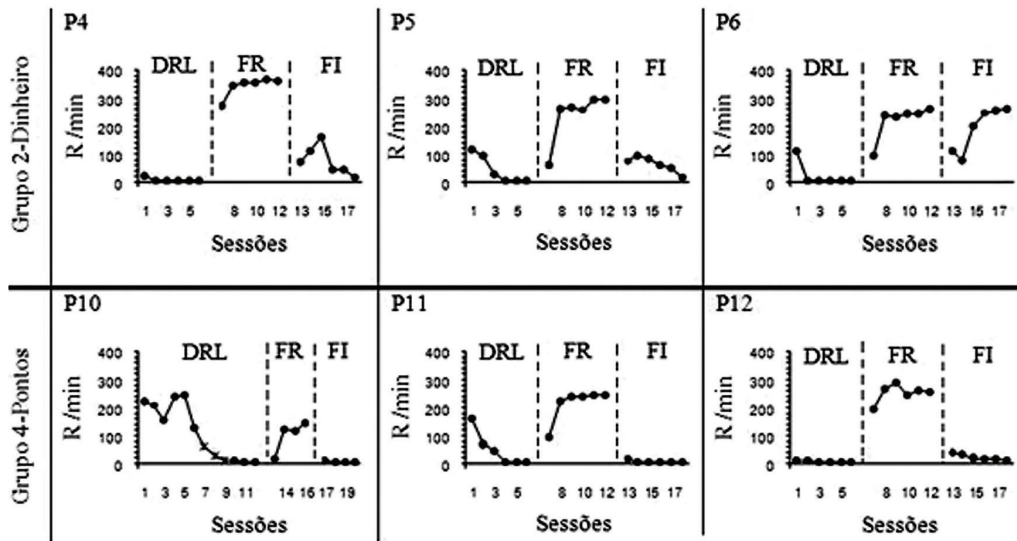 Grupo 2-Dinheiro
P4
DRL FR FI
R /min
400
300
200
100
0
1 3 5 8 10 12 13 15 17
Sessões
P5
DRL FR FI
R /min
400
300
200
100
0
1 3 5 8 10 12 13 15 17
Sessões
P6
DRL FR FI
R /min
400
300
200
100
0
1 3 5 8 10 12 13 15 17
Sessões
Grupo 4-Pontos
P10
DRL FR FI
R /min
400
300
200
100
0
1 3 5 7 9 11 14 16 17 19
Sessões
P11
DRL FR FI
R /min
400
300
200
100
0
1 3 5 8 10 12 13 15 17
Sessões
P12
DRL FR FI
R /min
400
300
200
100
0
1 3 5 8 10 12 13 15 17
Sessões